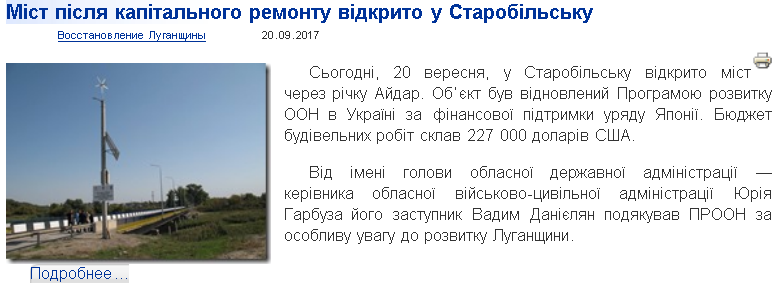 Міст після капітального ремонту відкрито у Старобільську
Восстановление Луганщины 20.09.2017
Сьогодні, 20 вересня, у Старобільську відкрито міст
через річку Айдар. Об´єкт був відновлений Програмою розвитку
ООН в Україні за фінансової підтримки уряду Японії. Бюджет
будівельних робіт склав 227 000 доларів США.
Від імені голови обласної державної адміністрації —
керівника обласної військово-цивільної адміністрації Юрія
Гарбуза його заступник Вадим Данієлян подякував ПРООН за
особливу увагу до розвитку Луганщини.
Подробнее...